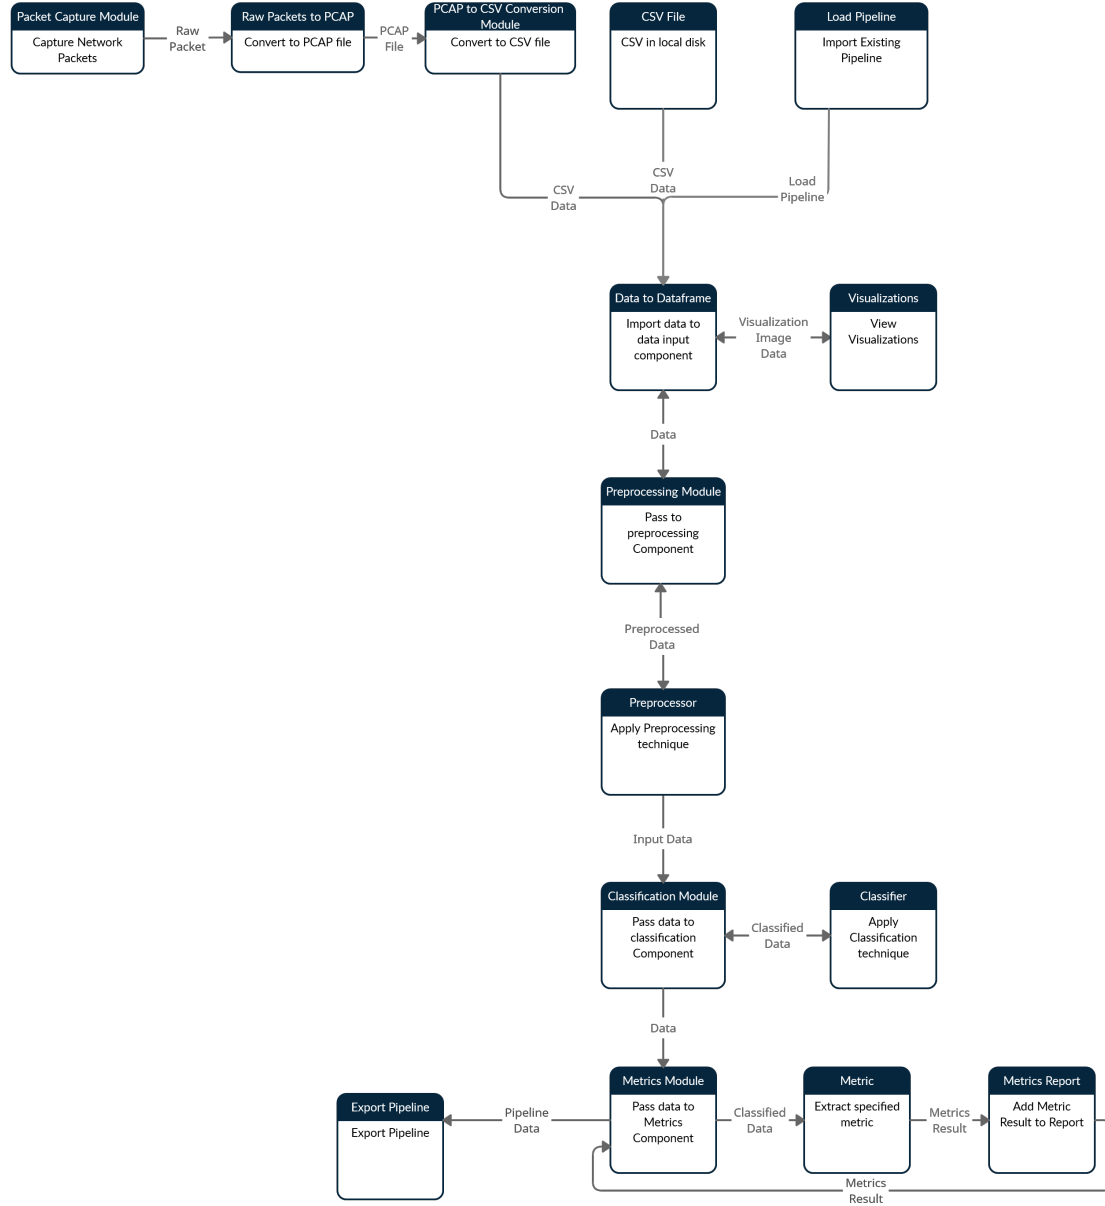 Packet Capture Module
Capture Network
Packets
Raw
Packet
Raw Packets to PCAP
Convert to PCAP file
PCAP
File
PCAP to CSV Conversion
Module
Convert to CSV file
CSV File
CSV in local disk
Load Pipeline
Import Existing
Pipeline
CSV
Data
CSV
Data
Load
Pipeline
Data to Dataframe
Import data to
data input
component
Visualization
Image
Data
Visualizations
View
Visualizations
Data
Preprocessing Module
Pass to
preprocessing
Component
Preprocessed
Data
Preprocessor
Apply Preprocessing
technique
Input Data
Classification Module
Pass data to
classification
Component
Classified
Data
Classifier
Apply
Classification
technique
Data
Export Pipeline
Export Pipeline
Pipeline
Data
Metrics Module
Pass data to
Metrics
Component
Classified
Data
Metric
Extract specified
metric
Metrics
Result
Metrics Report
Add Metric
Result to Report
Metrics
Result